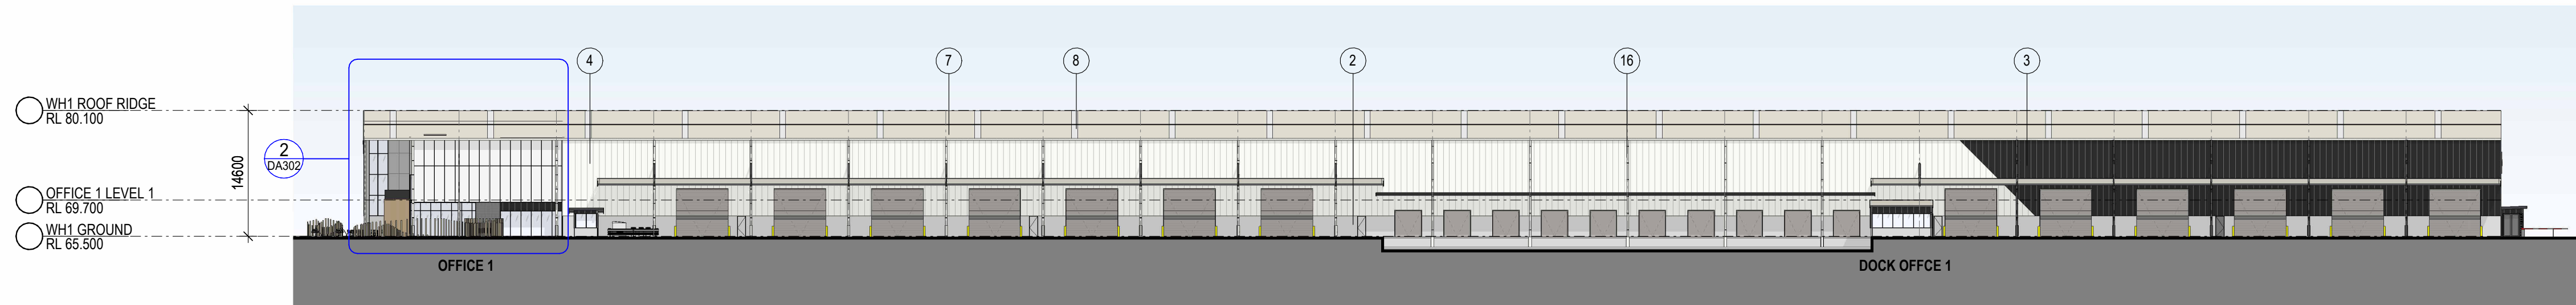 4
7
8
2
16
3
WH1 ROOF RIDGE
RL 80.100
2
DA302
14600
OFFICE 1 LEVEL 1
RL 69.700
WH1 GROUND
RL 65.500
OFFICE 1
DOCK OFFCE 1